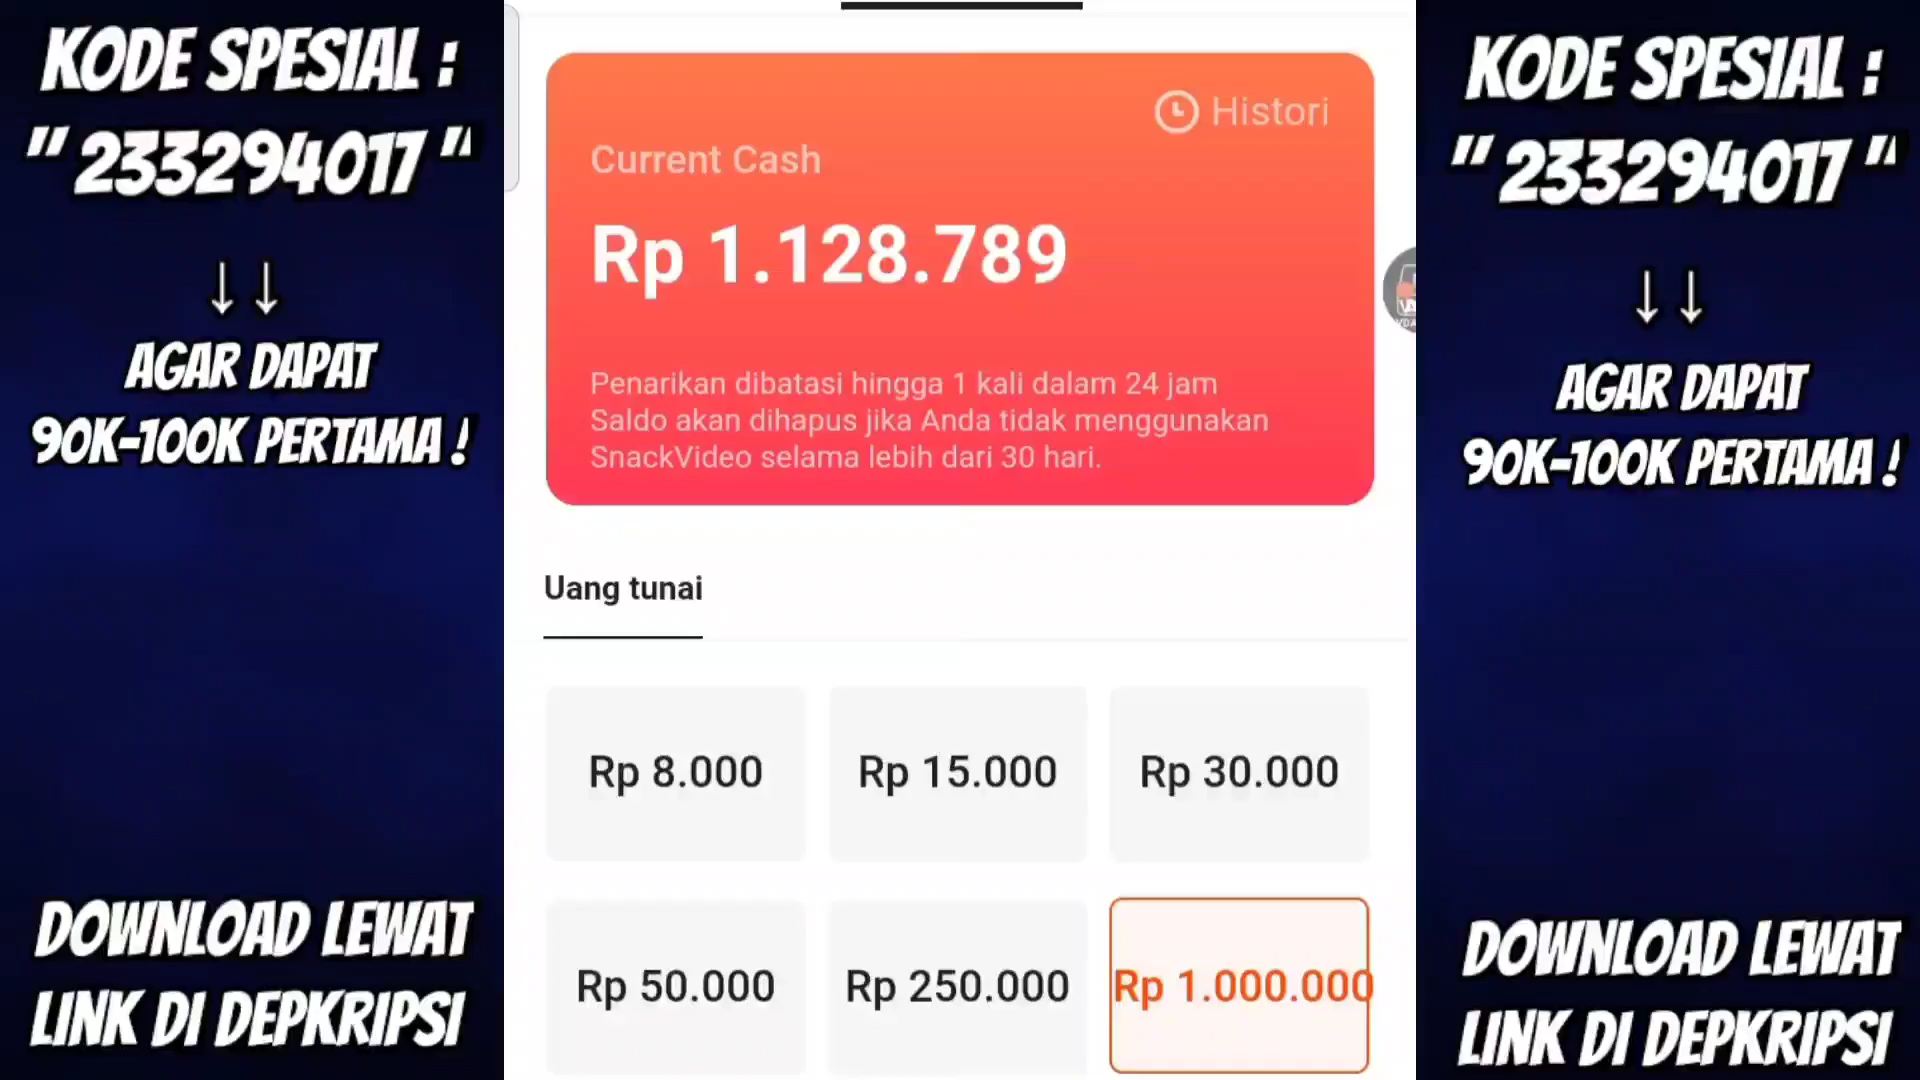 KODE SPESIAL :
" 233294017 "
↓↓
AGAR DAPAT
90K-100K PERTAMA !
DOWNLOAD LEWAT
LINK DI DEPKRIPSI
Histori
Current Cash
Rp 1.128.789
Penarikan dibatasi hingga 1 kali dalam 24 jam
Saldo akan dihapus jika Anda tidak menggunakan
SnackVideo selama lebih dari 30 hari.
Uang tunai
Rp 8.000
Rp 15.000
Rp 30.000
Rp 50.000
Rp 250.000
Rp 1.000.000
KODE SPESIAL :
" 233294017 "
↓↓
AGAR DAPAT
90K-100K PERTAMA !
DOWNLOAD LEWAT
LINK DI DEPKRIPSI